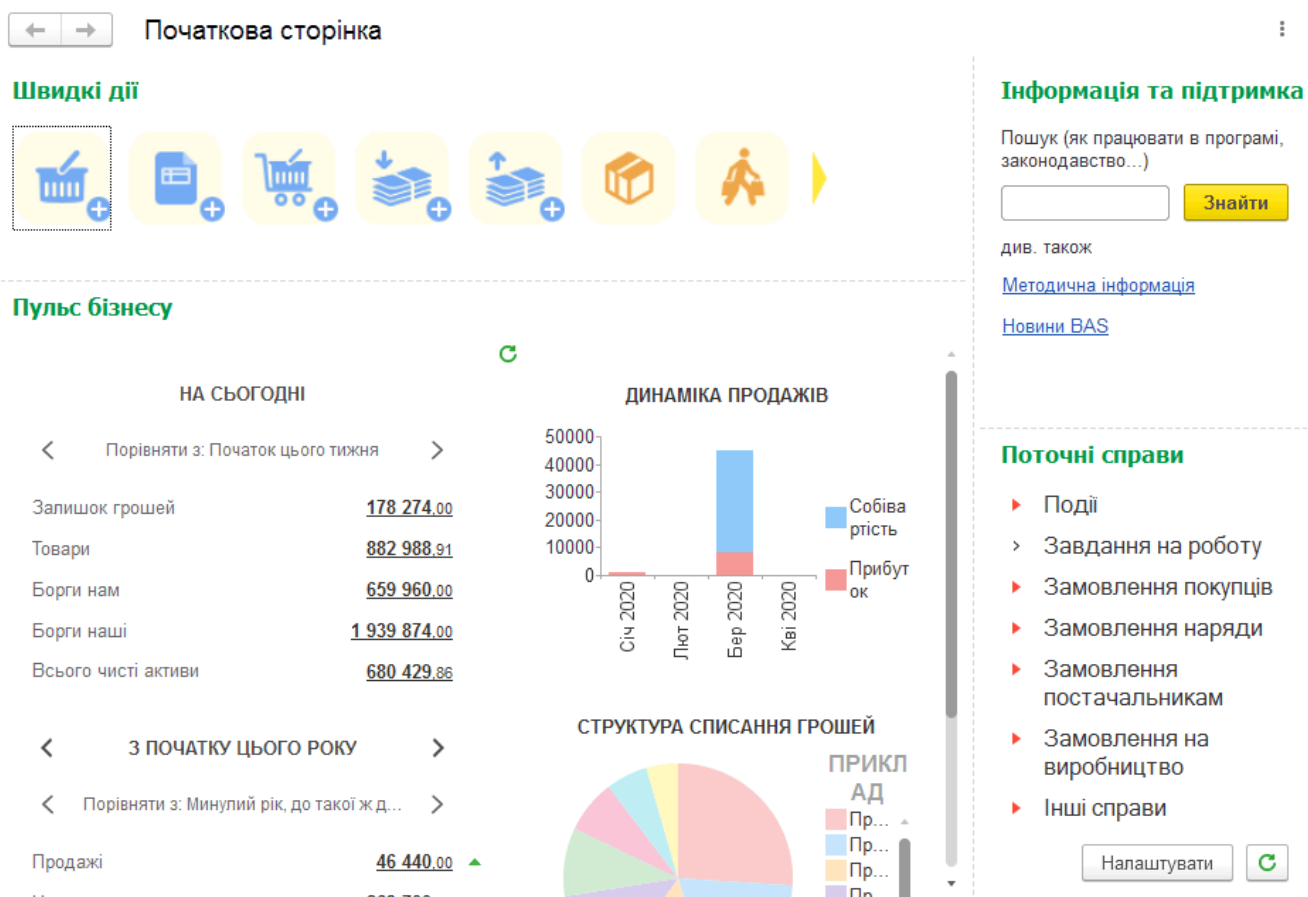 Початкова сторінка
Швидкі дії
Пульс бізнесу
НА СЬОГОДНІ
Порівняти з: Початок цього тижня
Залишок грошей 178 274,00
Товари 882 988,91
Борги нам 659 960,00
Борги наші 1 939 874,00
Всього чисті активи 680 429,86
З ПОЧАТКУ ЦЬОГО РОКУ
Порівняти з: Минулий рік, до такої ж д...
Продажі 46 440,00
ДИНАМІКА ПРОДАЖІВ
50000
40000
30000
20000
10000
0
Січ 2020
Лют 2020
Бер 2020
Кві 2020
Собіва
ртість
Прибут
ок
СТРУКТУРА СПИСАННЯ ГРОШЕЙ
ПРИКЛ
АД
Пр...
Пр...
Пр...
Інформація та підтримка
Пошук (як працювати в програмі,
законодавство...)
Знайти
див. також
Методична інформація
Новини BAS
Поточні справи
Події
Завдання на роботу
Замовлення покупців
Замовлення наряди
Замовлення
постачальникам
Замовлення на
виробництво
Інші справи
Налаштувати